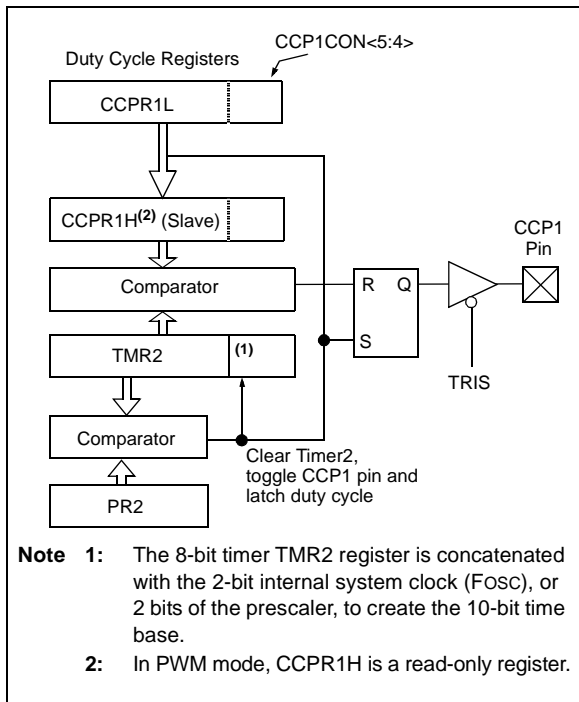 CCP1CON<5:4>
Duty Cycle Registers
CCPR1L
CCPR1H(2) (Slave)
CCP1
Pin
Comparator
R Q
TMR2
(1)
S
TRIS
Comparator
Clear Timer2,
toggle CCP1 pin and
latch duty cycle
PR2
Note 1: The 8-bit timer TMR2 register is concatenated
with the 2-bit internal system clock (FOSC), or
2 bits of the prescaler, to create the 10-bit time
base.
2: In PWM mode, CCPR1H is a read-only register.